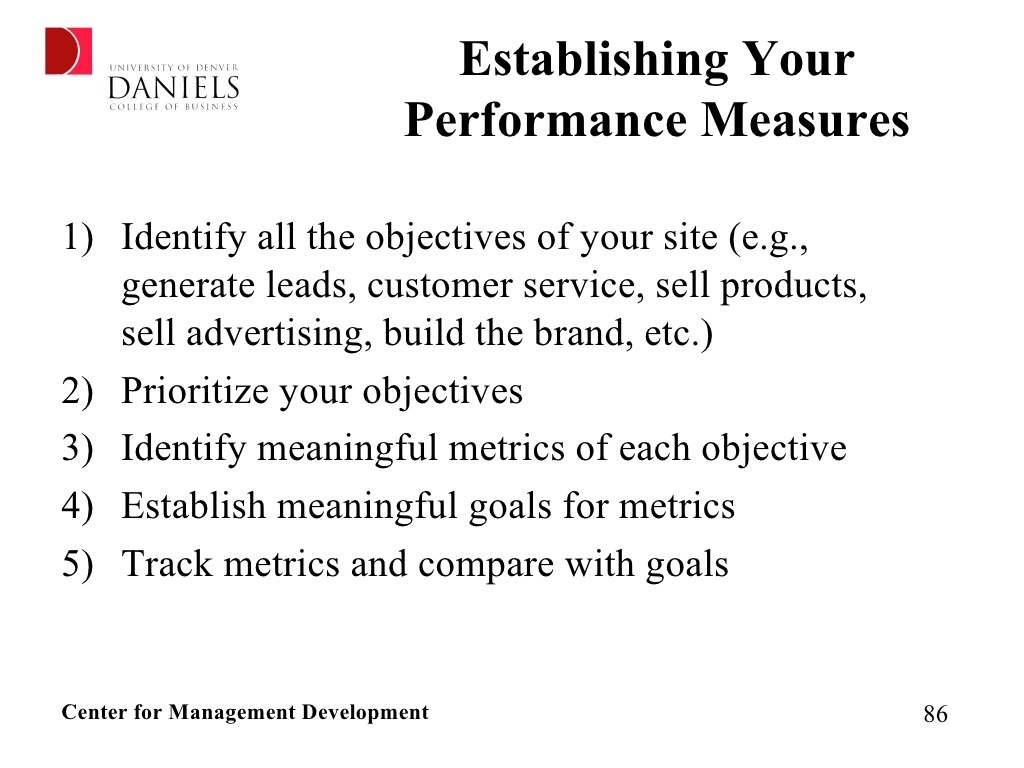 UNIVERSITY OF DENVER
DANIELS
COLLEGE OF BUSINESS
Establishing Your
Performance Measures
1) Identify all the objectives of your site (e.g.,
generate leads, customer service, sell products,
sell advertising, build the brand, etc.)
2) Prioritize your objectives
3) Identify meaningful metrics of each objective
4) Establish meaningful goals for metrics
5) Track metrics and compare with goals
Center for Management Development
86